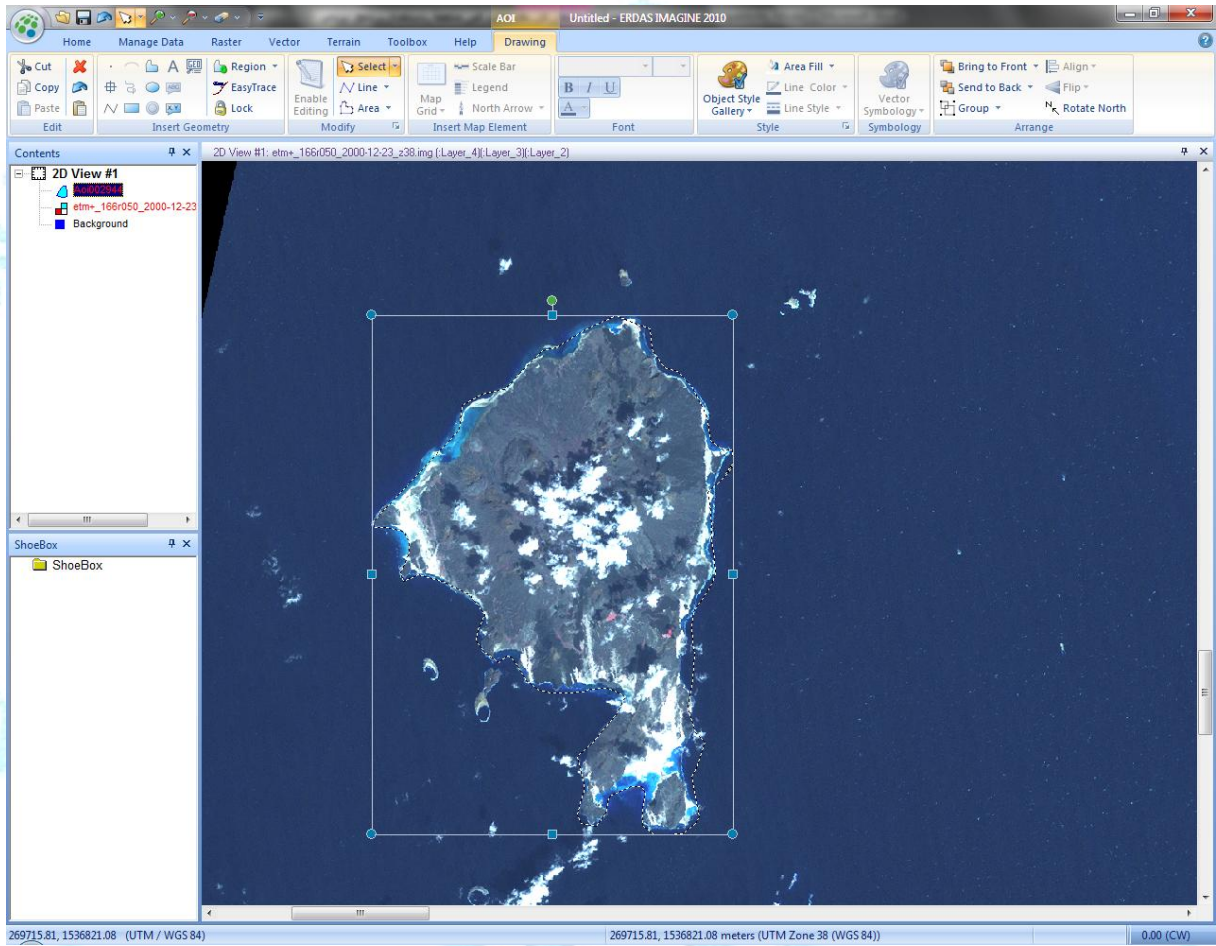 AOI Untitled - ERDAS IMAGINE 2010
Home Manage Data Raster Vector Terrain Toolbox Help Drawing
Cut Region Select Scale Bar Area Fill Bring to Front Align
Copy A EasyTrace Line Legend B I U Line Color Send to Back Flip
Paste Lock Enable Editing Area Map Grid North Arrow A Object Style Gallery Line Style Vector Symbology Group Rotate North
Edit Insert Geometry Modify Insert Map Element Font Style Symbology Arrange
Contents 2D View #1: etm+_166r050_2000-12-23_z38.img (:Layer_4)(:Layer_3)(:Layer_2)
2D View #1
Aoi002944
etm+_166r050_2000-12-23
Background
ShoeBox
ShoeBox
269715.81, 1536821.08 (UTM / WGS 84) 269715.81, 1536821.08 meters (UTM Zone 38 (WGS 84)) 0.00 (CW)